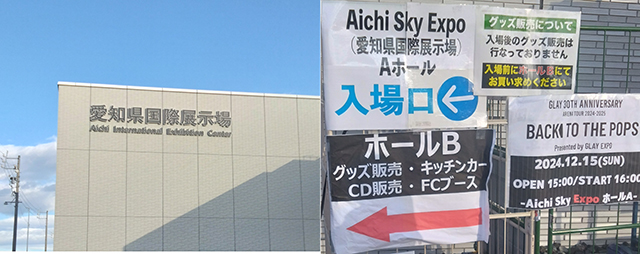 愛知県国際展示場
Aichi International Exhibition Center
Aichi Sky Expo
(愛知県国際展示場)
Aホール
入場口
グッズ販売について
入場後のグッズ販売は
行なっておりません
入場前にホールBにて
お買い求めください
ホールB
グッズ販売・キッチンカー
CD販売・FCブース
GLAY 30TH ANNIVERSARY
ARENA TOUR 2024-2025
BACK TO THE POPS
Presented by GLAY EXPO
2024.12.15(SUN)
OPEN 15:00/START 16:00
-Aichi Sky Expo ホールA-